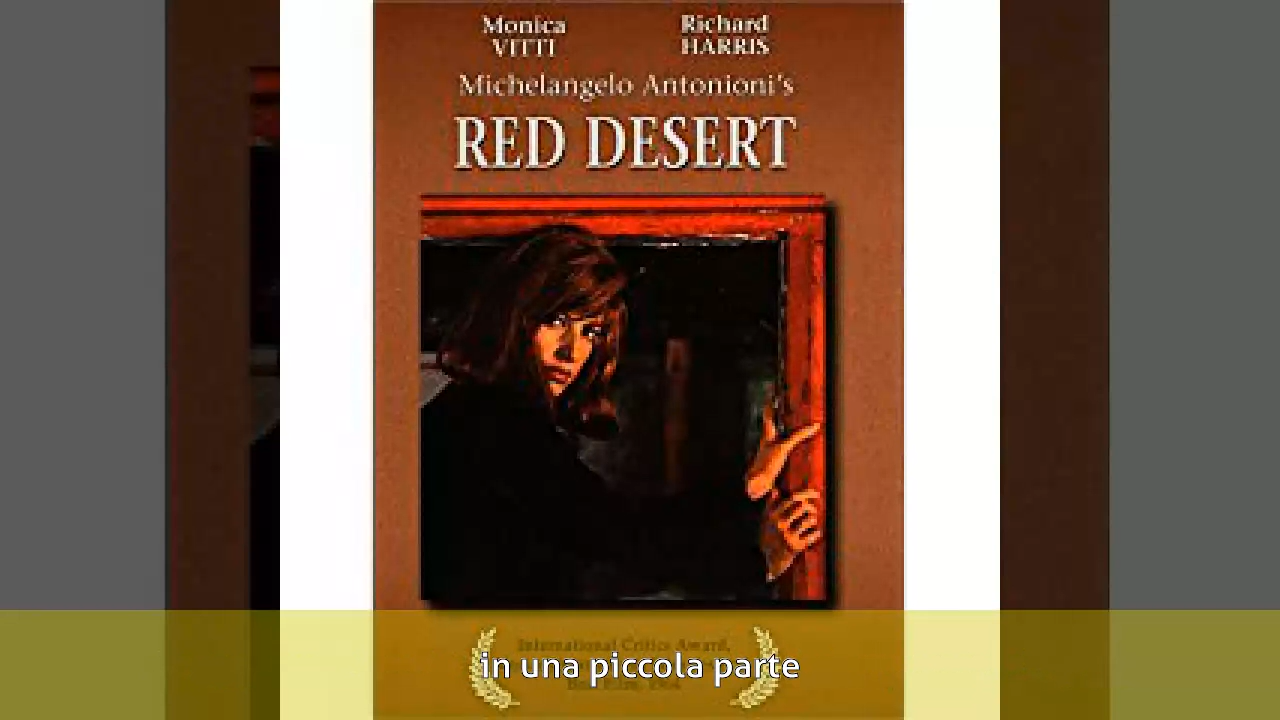 Monica
VITTI
Richard
HARRIS
Michelangelo Antonioni's
RED DESERT
International Critics Award,
in una piccola parte